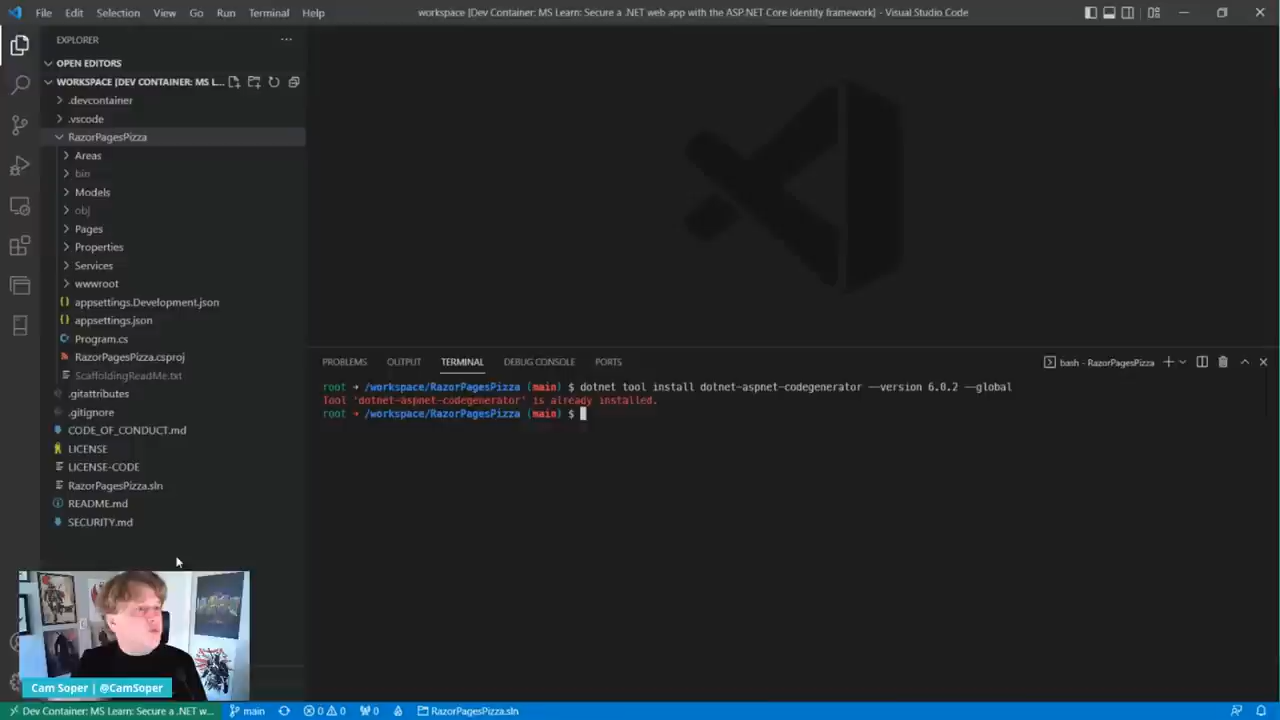 File Edit Selection View Go Run Terminal Help
workspace [Dev Container: MS Learn: Secure a .NET web app with the ASP.NET Core Identity framework] - Visual Studio Code
EXPLORER
OPEN EDITORS
WORKSPACE [DEV CONTAINER: MS L...
.devcontainer
.vscode
RazorPagesPizza
Areas
bin
Models
obj
Pages
Properties
Services
wwwroot
appsettings.Development.json
appsettings.json
Program.cs
RazorPagesPizza.csproj
ScaffoldingReadMe.txt
.gitattributes
.gitignore
CODE_OF_CONDUCT.md
LICENSE
LICENSE-CODE
RazorPagesPizza.sln
README.md
SECURITY.md
PROBLEMS OUTPUT TERMINAL DEBUG CONSOLE PORTS
bash - RazorPagesPizza
root ➜ /workspace/RazorPagesPizza (main) $ dotnet tool install dotnet-aspnet-codegenerator --version 6.0.2 --global
Tool 'dotnet-aspnet-codegenerator' is already installed.
root ➜ /workspace/RazorPagesPizza (main) $
Cam Soper | @CamSoper
Dev Container: MS Learn: Secure a .NET w... main 0 0 0 RazorPagesPizza.sln